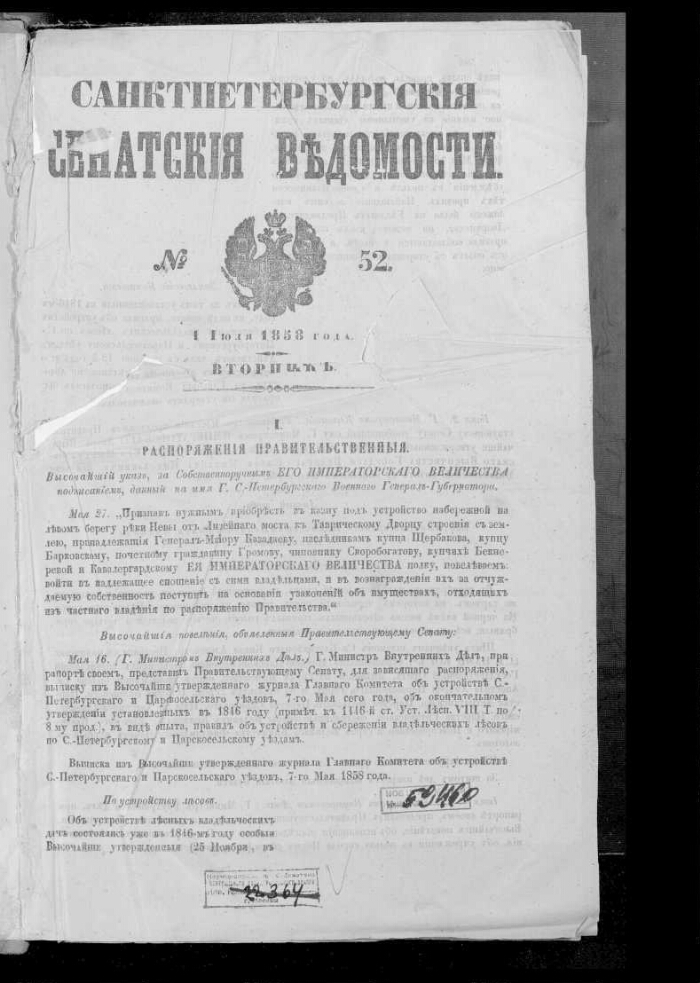 САНКТПЕТЕРБУРГСКІЯ
СЕНАТСКІЯ ВѢДОМОСТИ.
№ 52.
1 Іюля 1858 года.
ВТОРНИКЪ.
I.
РАСПОРЯЖЕНІЯ ПРАВИТЕЛЬСТВЕННЫЯ.
Высочайшій указъ, за Собственноручнымъ ЕГО ИМПЕРАТОРСКАГО ВЕЛИЧЕСТВА
подписаніемъ, данный на имя Г. С.-Петербургскаго Военнаго Генералъ-Губернатора.
Мая 27. „Признавъ нужнымъ пріобрѣсть въ казну подъ устройство набережной на
лѣвомъ берегу рѣки Невы отъ Литейнаго моста къ Таврическому Дворцу строенія съ зем-
лею, принадлежащія Генералъ-Маіору Казадаеву, наслѣдникамъ купца Щербакова, купцу
Барковскому, почетному гражданину Громову, чиновнику Своробогатову, купчихѣ Бекке-
ревой и Кавалергардскому ЕЯ ИМПЕРАТОРСКАГО ВЕЛИЧЕСТВА полку, повелѣваемъ:
войти въ надлежащее сношеніе съ сими владѣльцами, и въ вознагражденіи ихъ за отчуж-
даемую собственность поступить на основаніи узаконеній объ имуществахъ, отходящихъ
изъ частнаго владѣнія по распоряженію Правительства.“
Высочайшія повелѣнія, объявленныя Правительствующему Сенату:
Мая 16. (Г. Министромъ Внутреннихъ Дѣлъ.) Г. Министръ Внутреннихъ Дѣлъ, при
рапортѣ своемъ, представилъ Правительствующему Сенату, для зависящаго распоряженія,
выписку изъ Высочайше утвержденнаго журнала Главнаго Комитета объ устройствѣ С.-
Петербургскаго и Царскосельскаго уѣздовъ, 7-го Мая сего года, объ окончательномъ
утвержденіи установленныхъ въ 1846 году (примѣч. къ 1446-й ст. Уст. Лѣсн. VIII Т. по
8-му прод.), въ видѣ опыта, правилъ объ устройствѣ и сбереженіи владѣльческихъ лѣсовъ
по С.-Петербургскому и Царскосельскому уѣздамъ.
Выписка изъ Высочайше утвержденнаго журнала Главнаго Комитета объ устройствѣ
С.-Петербургскаго и Царскосельскаго уѣздовъ, 7-го Мая 1858 года.
По устройству лѣсовъ.
Объ устройствѣ лѣсныхъ владѣльческихъ
дачъ состоялись уже въ 1846-мъ году особыя
Высочайше утвержденныя (25 Ноября, въ
59460
22364